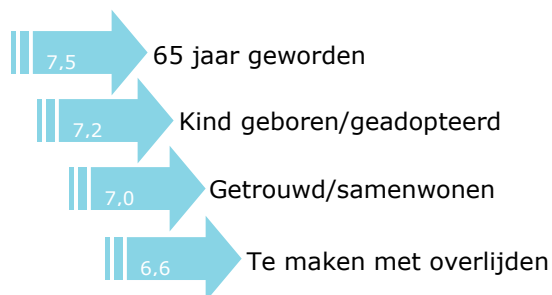 7,5 65 jaar geworden
7,2 Kind geboren/geadopteerd
7,0 Getrouwd/samenwonen
6,6 Te maken met overlijden